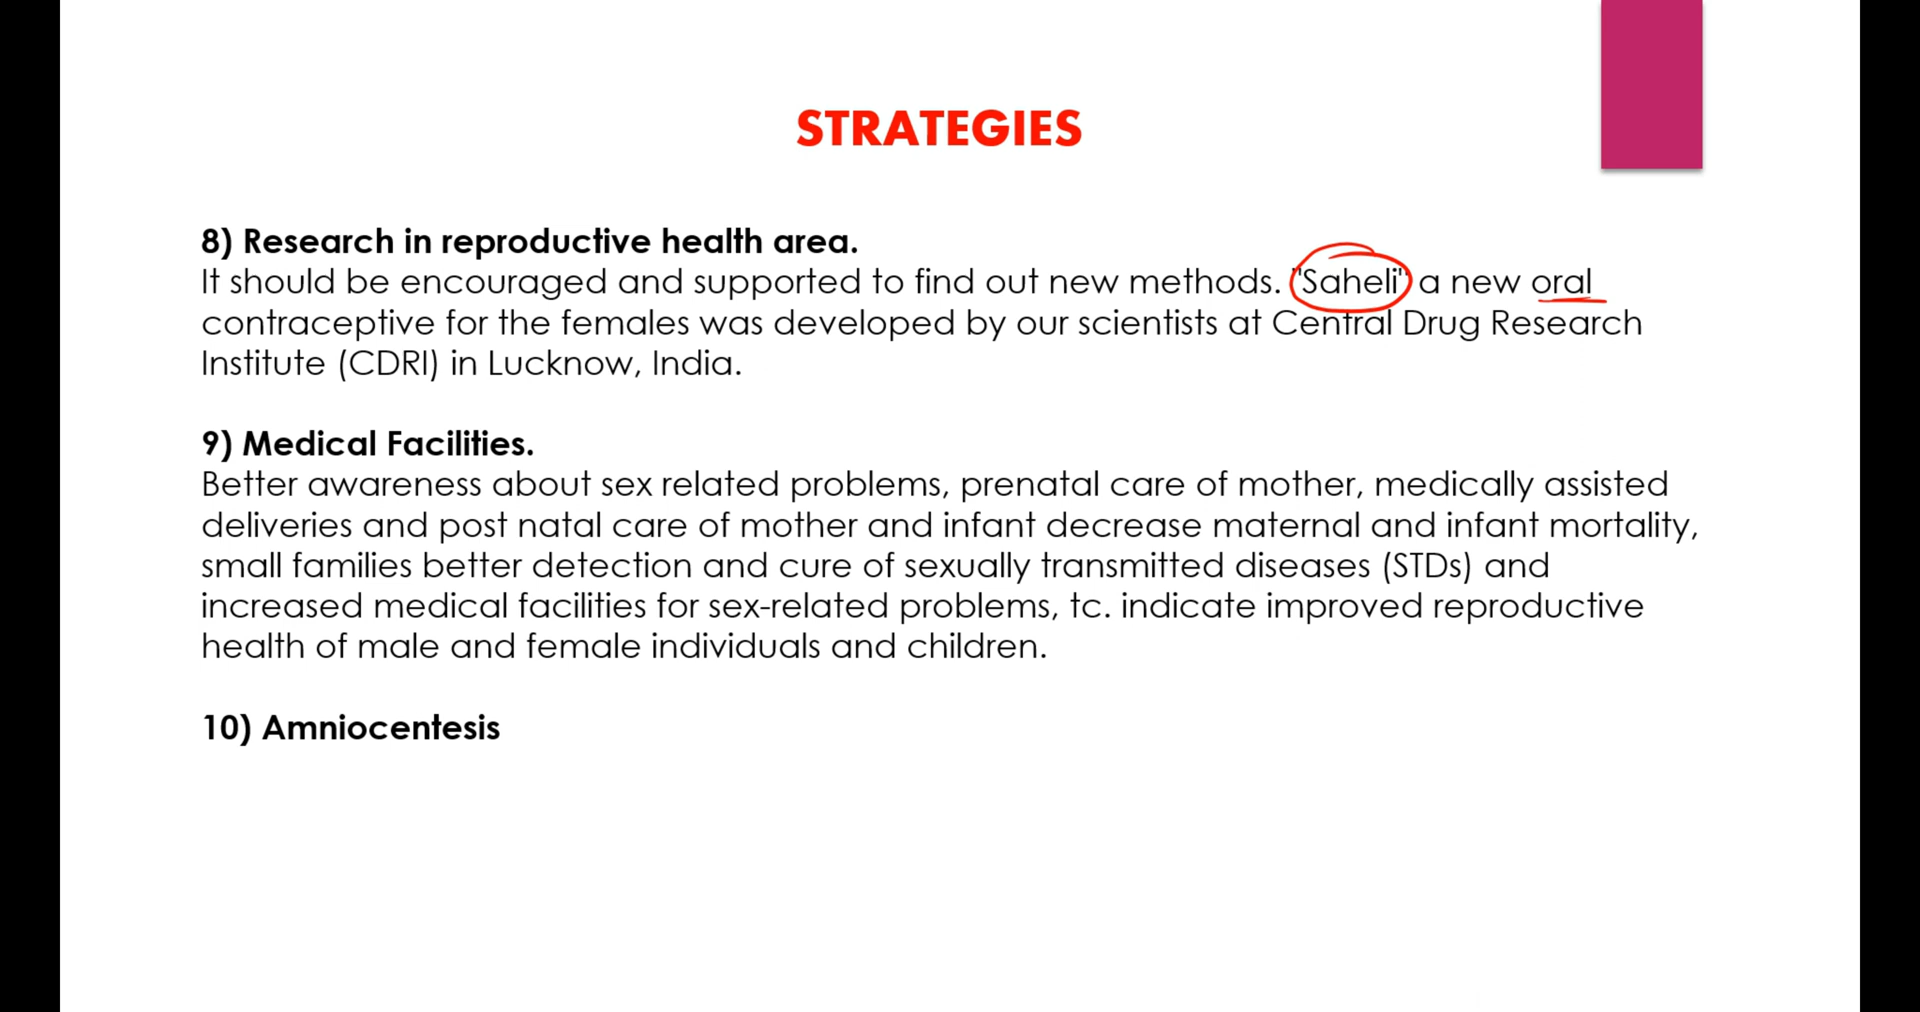 STRATEGIES
8) Research in reproductive health area.
It should be encouraged and supported to find out new methods. "Saheli" a new oral
contraceptive for the females was developed by our scientists at Central Drug Research
Institute (CDRI) in Lucknow, India.
9) Medical Facilities.
Better awareness about sex related problems, prenatal care of mother, medically assisted
deliveries and post natal care of mother and infant decrease maternal and infant mortality,
small families better detection and cure of sexually transmitted diseases (STDs) and
increased medical facilities for sex-related problems, tc. indicate improved reproductive
health of male and female individuals and children.
10) Amniocentesis